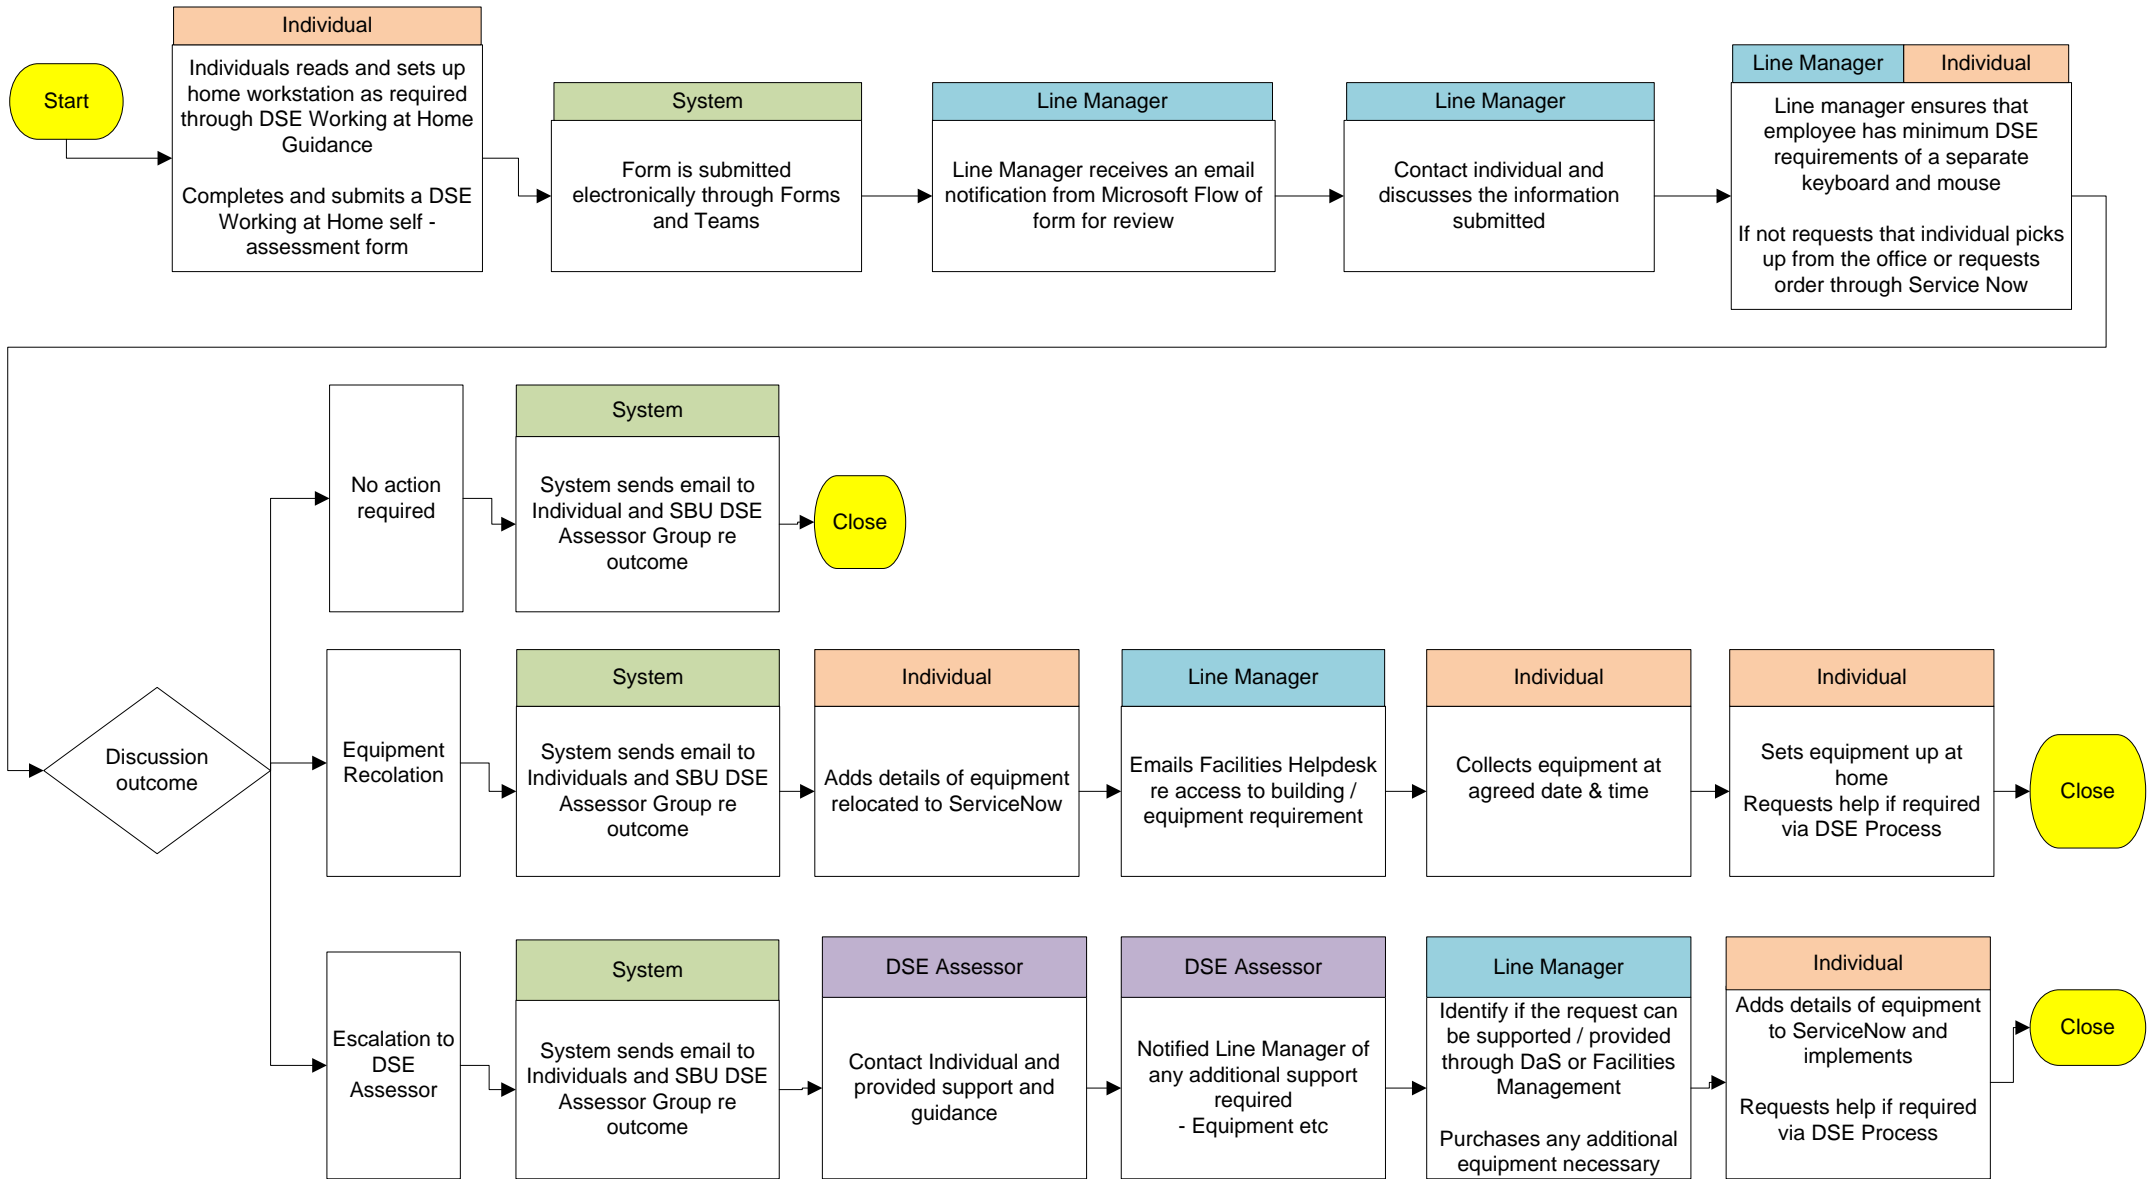 Start
Individual
Individuals reads and sets up
home workstation as required
through DSE Working at Home
Guidance
Completes and submits a DSE
Working at Home self -
assessment form
System
Form is submitted
electronically through Forms
and Teams
Line Manager
Line Manager receives an email
notification from Microsoft Flow of
form for review
Line Manager
Contact individual and
discusses the information
submitted
Line Manager
Individual
Line manager ensures that
employee has minimum DSE
requirements of a separate
keyboard and mouse
If not requests that individual picks
up from the office or requests
order through Service Now
Discussion
outcome
No action
required
System
System sends email to
Individual and SBU DSE
Assessor Group re
outcome
Close
Equipment
Recolation
System
System sends email to
Individuals and SBU DSE
Assessor Group re
outcome
Individual
Adds details of equipment
relocated to ServiceNow
Line Manager
Emails Facilities Helpdesk
re access to building /
equipment requirement
Individual
Collects equipment at
agreed date & time
Individual
Sets equipment up at
home
Requests help if required
via DSE Process
Close
Escalation to
DSE
Assessor
System
System sends email to
Individuals and SBU DSE
Assessor Group re
outcome
DSE Assessor
Contact Individual and
provided support and
guidance
DSE Assessor
Notified Line Manager of
any additional support
required
- Equipment etc
Line Manager
Identify if the request can
be supported / provided
through DaS or Facilities
Management
Purchases any additional
equipment necessary
Individual
Adds details of equipment
to ServiceNow and
implements
Requests help if required
via DSE Process
Close